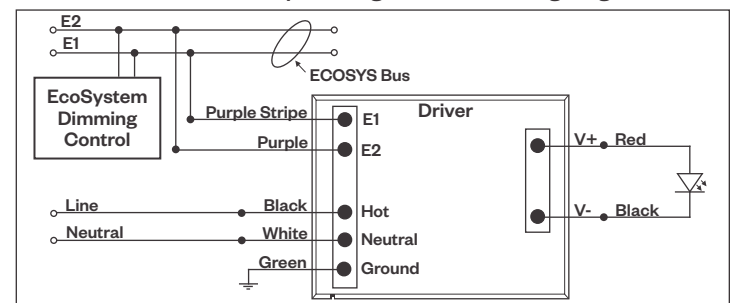 E2
E1
ECOSYS Bus
EcoSystem
Dimming
Control
Driver
Purple Stripe
E1
Purple
E2
V+
Red
Line
Black
Hot
V-
Black
Neutral
White
Neutral
Green
Ground